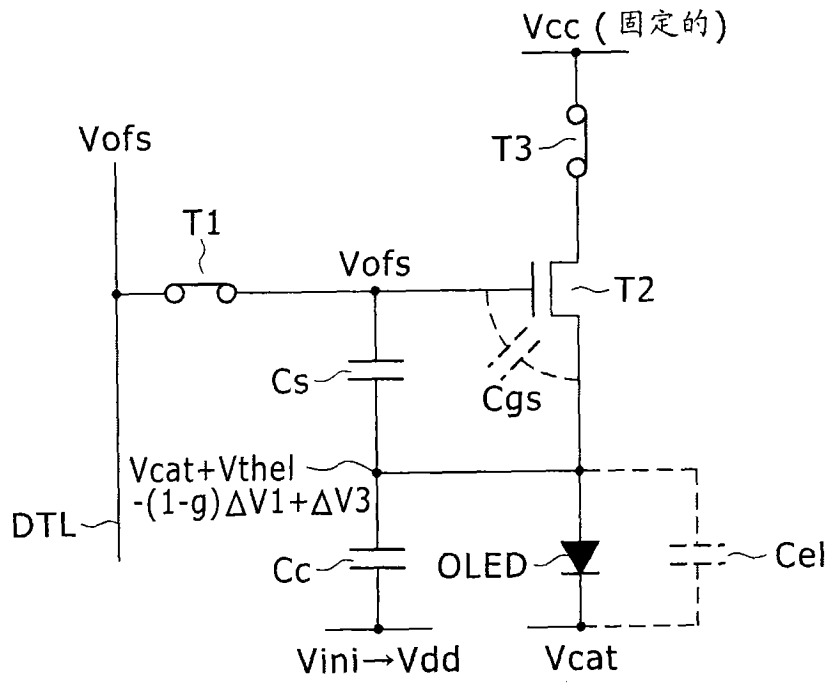 Vcc (固定的)
T3
Vofs
T1
Vofs
T2
Cs
Cgs
Vcat+Vthel
-(1-g)ΔV1+ΔV3
DTL
Cc
OLED
Cel
Vini→Vdd
Vcat